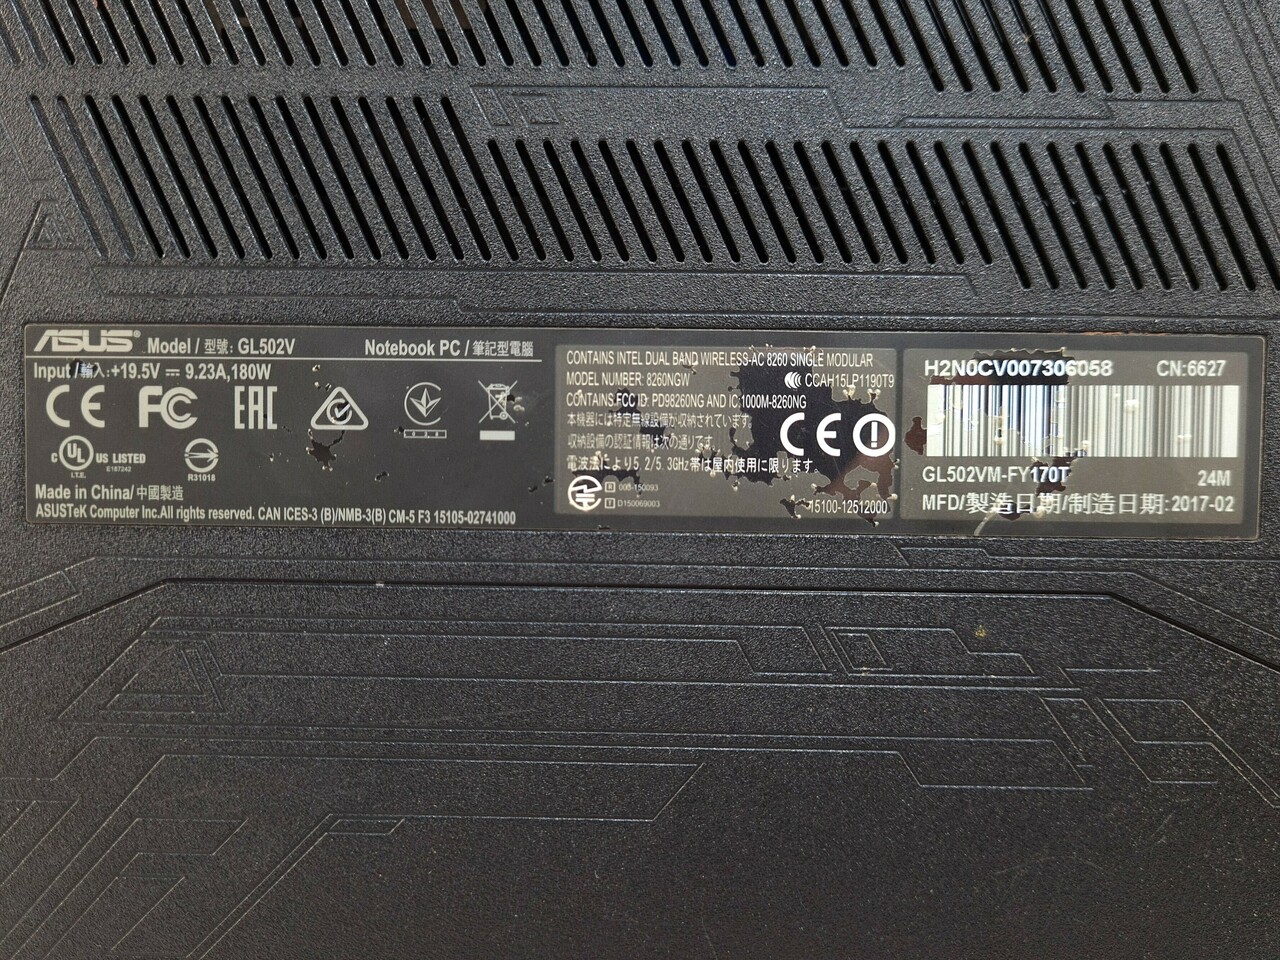 ASUS® Model / 型號: GL502V Notebook PC / 筆記型電腦
Input /輸入:+19.5V⎓ 9.23A,180W
CE FC EAC
c UL US LISTED
I.T.E. E187242
R31018
Made in China/ 中國製造
ASUSTeK Computer Inc.All rights reserved. CAN ICES-3 (B)/NMB-3(B) CM-5 F3 15105-02741000
CONTAINS INTEL DUAL BAND WIRELESS-AC 8260 SINGLE MODULAR
MODEL NUMBER: 8260NGW CCAH15LP1190T9
CONTAINS FCC ID: PD98260NG AND IC:1000M-8260NG
本機器には特定無線設備が収納されています.
収納設備の認証情報は次の通りです.
電波法により5.2/5.3GHz帯は屋内使用に限ります
CE
R 003-150093
T D150069003
15100-12512000
H2N0CV007306058 CN:6627
GL502VM-FY170T 24M
MFD/製造日期/制造日期:2017-02